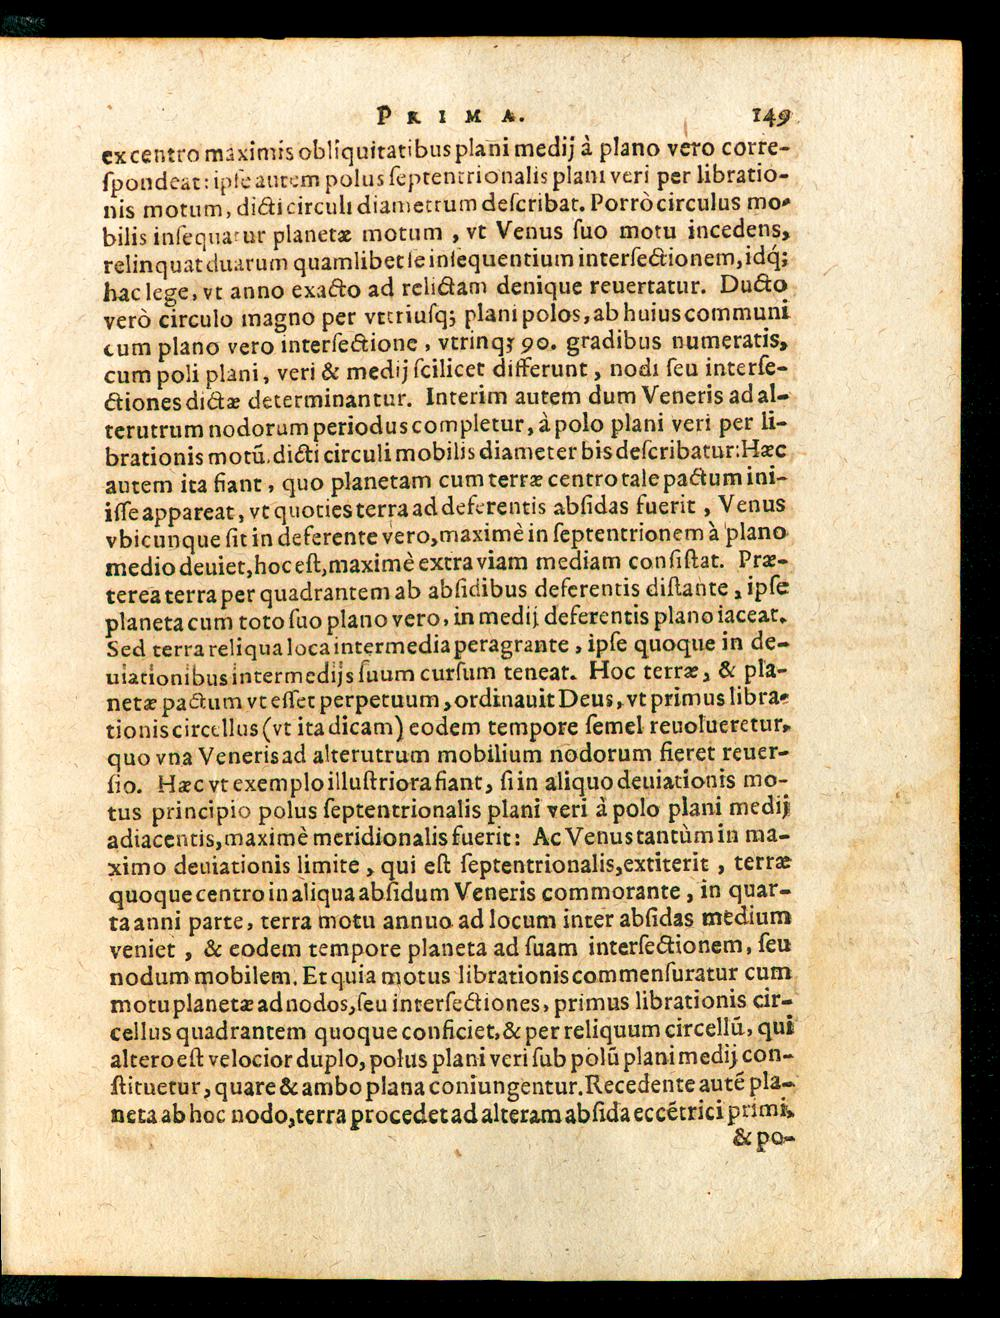 PRIMA. 149
excentro maximis obliquitatibus plani medij à plano vero corre-
ſpondeat: ipſe autem polus ſeptentrionalis plani veri per libratio-
nis motum, dicti circuli diametrum deſcribat. Porrò circulus mo-
bilis inſequatur planetæ motum, vt Venus ſuo motu incedens,
relinquat duarum quamlibet ſe inſequentium interſectionem, idq́;
hac lege, vt anno exacto ad relictam denique reuertatur. Ducto
verò circulo magno per vtriuſq; plani polos, ab huius communi
cum plano vero interſectione, vtrinq; 90. gradibus numeratis,
cum poli plani, veri & medij ſcilicet differunt, nodi ſeu interſe-
ctiones dictæ determinantur. Interim autem dum Veneris ad al-
terutrum nodorum periodus completur, à polo plani veri per li-
brationis motũ, dicti circuli mobilis diameter bis deſcribatur: Hæc
autem ita fiant, quo planetam cum terræ centro tale pactum ini-
iſſe appareat, vt quoties terra ad deferentis abſidas fuerit, Venus
vbicunque ſit in deferente vero, maximè in ſeptentrionem à plano
medio deuiet, hoc eſt, maximè extra viam mediam conſiſtat. Præ-
terea terra per quadrantem ab abſidibus deferentis diſtante, ipſe
planeta cum toto ſuo plano vero, in medij deferentis plano iaceat.
Sed terra reliqua loca intermedia peragrante, ipſe quoque in de-
uiationibus intermedijs ſuum curſum teneat. Hoc terræ, & pla-
netæ pactum vt eſſet perpetuum, ordinauit Deus, vt primus libra-
tionis circellus (vt ita dicam) eodem tempore ſemel reuolueretur,
quo vna Veneris ad alterutrum mobilium nodorum fieret reuer-
ſio. Hæc vt exemplo illuſtriora fiant, ſi in aliquo deuiationis mo-
tus principio polus ſeptentrionalis plani veri à polo plani medij
adiacentis, maximè meridionalis fuerit: Ac Venus tantùm in ma-
ximo deuiationis limite, qui eſt ſeptentrionalis, extiterit, terræ
quoque centro in aliqua abſidum Veneris commorante, in quar-
ta anni parte, terra motu annuo ad locum inter abſidas medium
veniet, & eodem tempore planeta ad ſuam interſectionem, ſeu
nodum mobilem. Et quia motus librationis commenſuratur cum
motu planetæ ad nodos, ſeu interſectiones, primus librationis cir-
cellus quadrantem quoque conficiet, & per reliquum circellũ, qui
altero eſt velocior duplo, polus plani veri ſub polũ plani medij con-
ſtituetur, quare & ambo plana coniungentur. Recedente autẽ pla-
neta ab hoc nodo, terra procedet ad alteram abſida eccẽtrici primi,
& po-